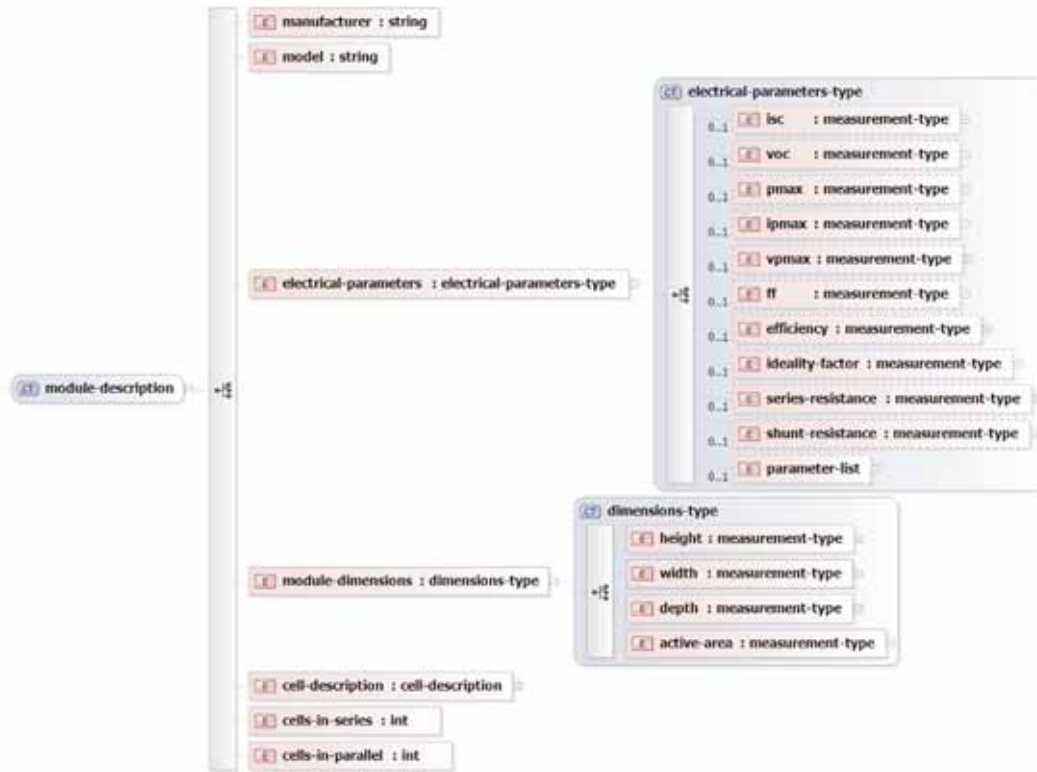 E manufacturer : string
E model : string
CT electrical-parameters-type
0..1 E isc : measurement-type
0..1 E voc : measurement-type
0..1 E pmax : measurement-type
0..1 E ipmax : measurement-type
0..1 E vpmax : measurement-type
E electrical-parameters : electrical-parameters-type
0..1 E ff : measurement-type
0..1 E efficiency : measurement-type
0..1 E ideality-factor : measurement-type
CT module-description
0..1 E series-resistance : measurement-type
0..1 E shunt-resistance : measurement-type
0..1 E parameter-list
CT dimensions-type
E height : measurement-type
E module-dimensions : dimensions-type
E width : measurement-type
E depth : measurement-type
E active-area : measurement-type
E cell-description : cell-description
E cells-in-series : int
E cells-in-parallel : int